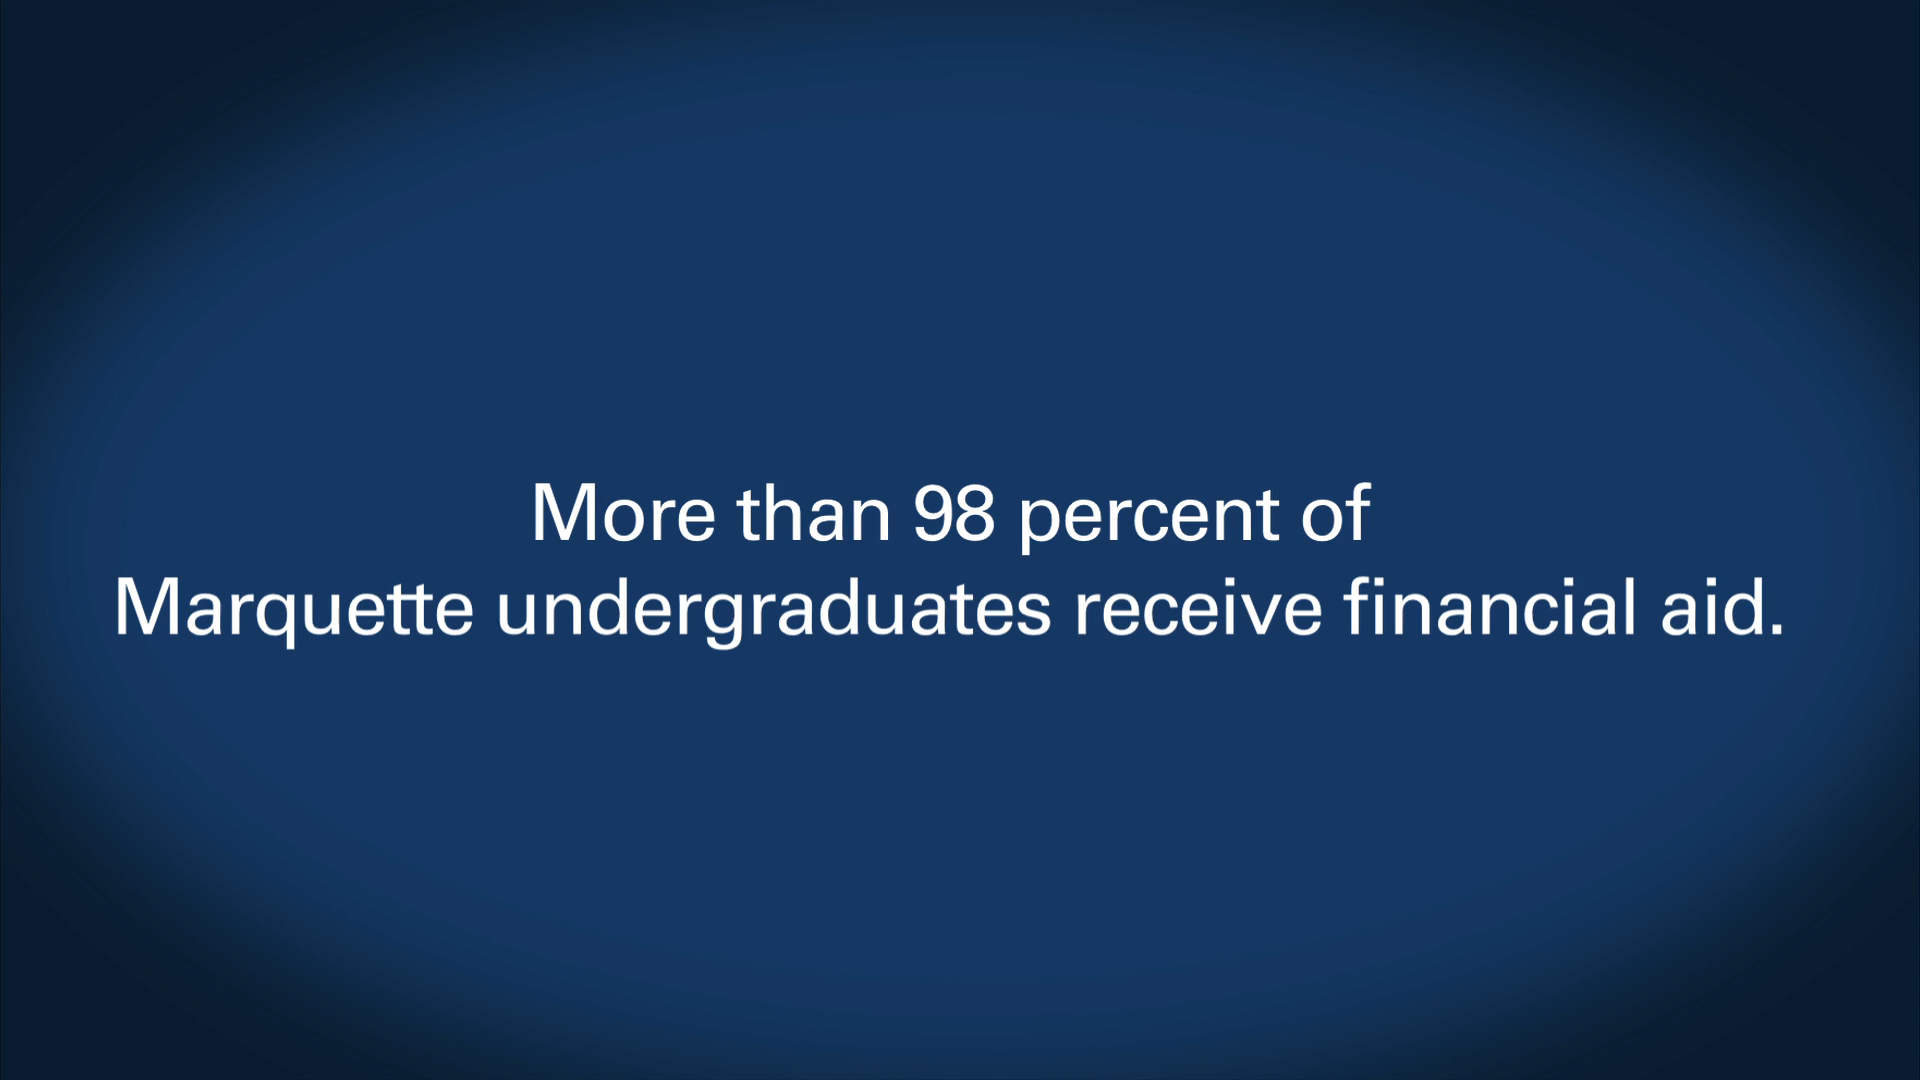 More than 98 percent of
Marquette undergraduates receive financial aid.